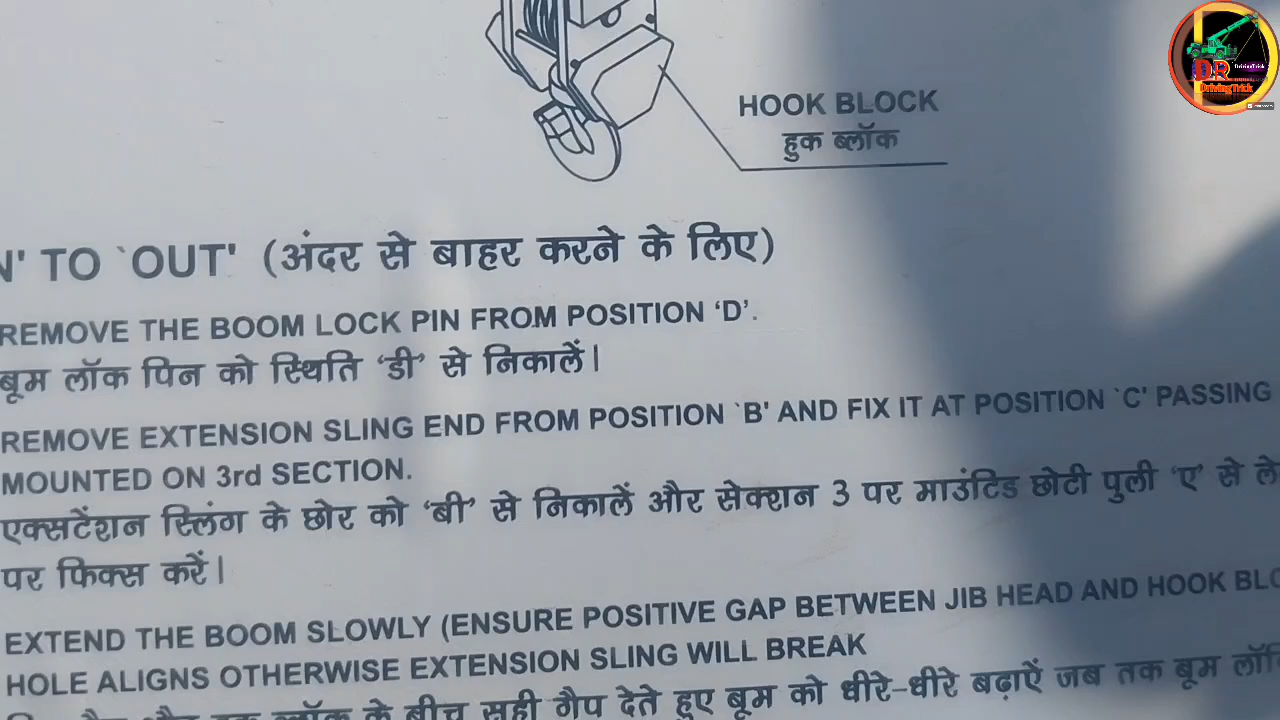 DR
DrivingTrick
DrivingTrick
HOOK BLOCK
हुक ब्लॉक
N' TO `OUT' (अंदर से बाहर करने के लिए)
REMOVE THE BOOM LOCK PIN FROM POSITION ‘D’.
बूम लॉक पिन को स्थिति ‘डी’ से निकालें।
REMOVE EXTENSION SLING END FROM POSITION `B' AND FIX IT AT POSITION `C' PASSING
MOUNTED ON 3rd SECTION.
एक्सटेंशन स्लिंग के छोर को ‘बी’ से निकालें और सेक्शन 3 पर माउंटिड छोटी पुली ‘ए’ से ले
पर फिक्स करें।
EXTEND THE BOOM SLOWLY (ENSURE POSITIVE GAP BETWEEN JIB HEAD AND HOOK BLO
HOLE ALIGNS OTHERWISE EXTENSION SLING WILL BREAK
के बीच सही गैप देते हुए बूम को धीरे-धीरे बढ़ाऐं जब तक बूम